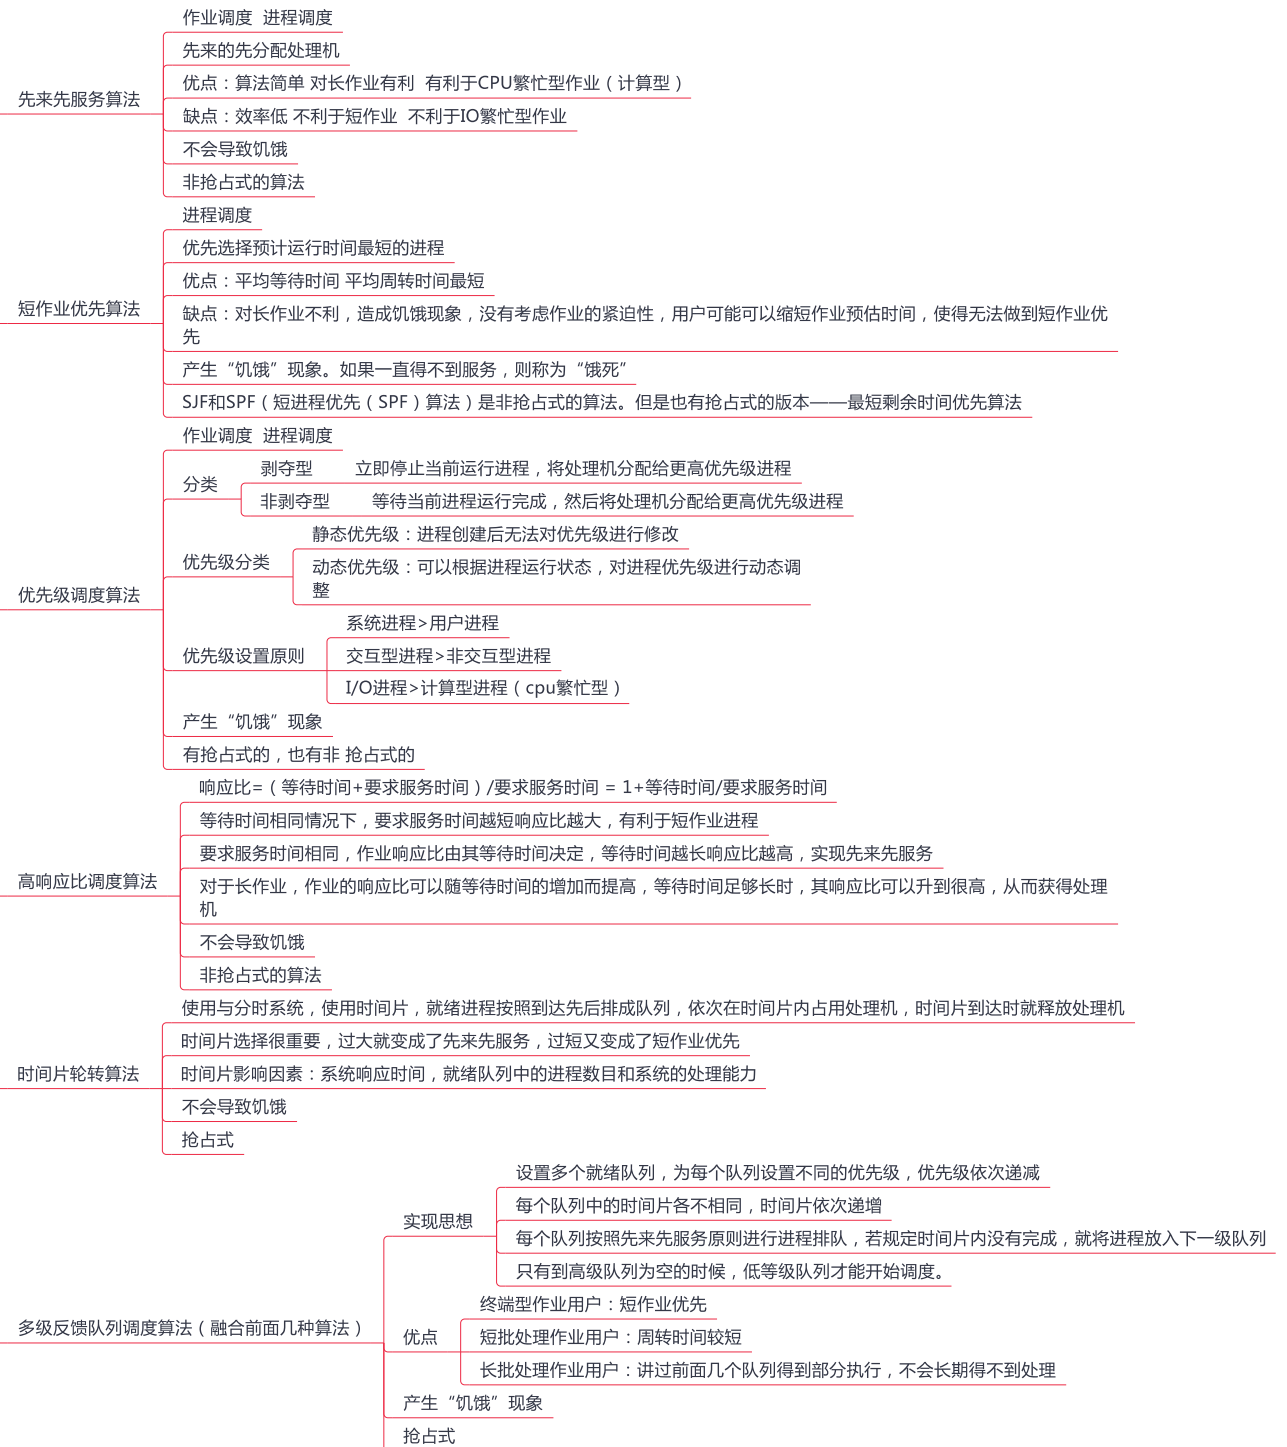 先来先服务算法
作业调度  进程调度
先来的先分配处理机
优点：算法简单 对长作业有利  有利于CPU繁忙型作业（计算型）
缺点：效率低 不利于短作业  不利于IO繁忙型作业
不会导致饥饿
非抢占式的算法
短作业优先算法
进程调度
优先选择预计运行时间最短的进程
优点：平均等待时间 平均周转时间最短
缺点：对长作业不利，造成饥饿现象，没有考虑作业的紧迫性，用户可能可以缩短作业预估时间，使得无法做到短作业优
先
产生“饥饿”现象。如果一直得不到服务，则称为“饿死”
SJF和SPF（短进程优先（SPF）算法）是非抢占式的算法。但是也有抢占式的版本——最短剩余时间优先算法
优先级调度算法
作业调度  进程调度
分类
剥夺型
立即停止当前运行进程，将处理机分配给更高优先级进程
非剥夺型
等待当前进程运行完成，然后将处理机分配给更高优先级进程
优先级分类
静态优先级：进程创建后无法对优先级进行修改
动态优先级：可以根据进程运行状态，对进程优先级进行动态调
整
优先级设置原则
系统进程>用户进程
交互型进程>非交互型进程
I/O进程>计算型进程（cpu繁忙型）
产生“饥饿”现象
有抢占式的，也有非 抢占式的
高响应比调度算法
响应比=（等待时间+要求服务时间）/要求服务时间 = 1+等待时间/要求服务时间
等待时间相同情况下，要求服务时间越短响应比越大，有利于短作业进程
要求服务时间相同，作业响应比由其等待时间决定，等待时间越长响应比越高，实现先来先服务
对于长作业，作业的响应比可以随等待时间的增加而提高，等待时间足够长时，其响应比可以升到很高，从而获得处理
机
不会导致饥饿
非抢占式的算法
时间片轮转算法
使用与分时系统，使用时间片，就绪进程按照到达先后排成队列，依次在时间片内占用处理机，时间片到达时就释放处理机
时间片选择很重要，过大就变成了先来先服务，过短又变成了短作业优先
时间片影响因素：系统响应时间，就绪队列中的进程数目和系统的处理能力
不会导致饥饿
抢占式
多级反馈队列调度算法（融合前面几种算法）
实现思想
设置多个就绪队列，为每个队列设置不同的优先级，优先级依次递减
每个队列中的时间片各不相同，时间片依次递增
每个队列按照先来先服务原则进行进程排队，若规定时间片内没有完成，就将进程放入下一级队列
只有到高级队列为空的时候，低等级队列才能开始调度。
优点
终端型作业用户：短作业优先
短批处理作业用户：周转时间较短
长批处理作业用户：讲过前面几个队列得到部分执行，不会长期得不到处理
产生“饥饿”现象
抢占式